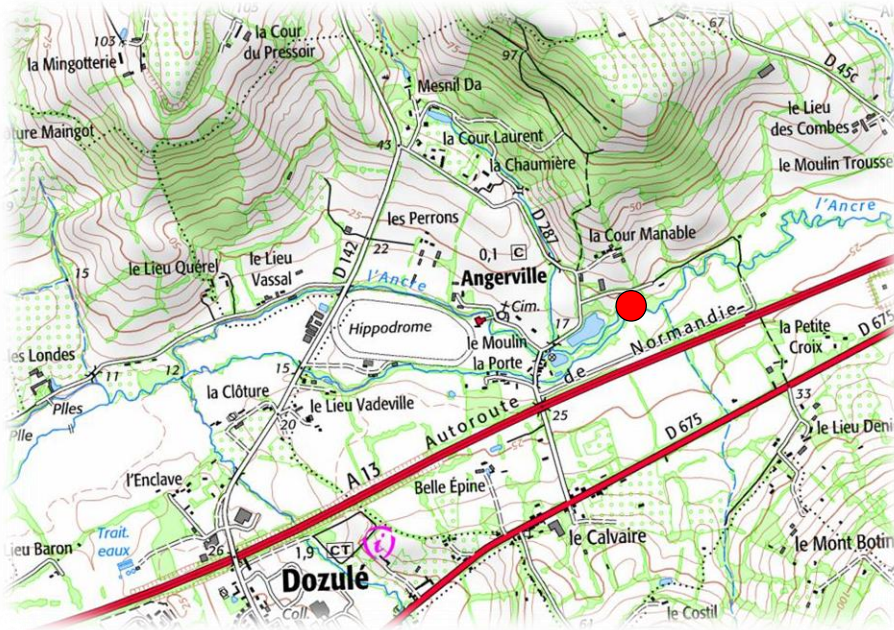 67
103
la Cour
du Pressoir
la Mingotterie
97
D 45c
Mesnil Da
le Lieu
des Combes
ture Maingot
la Cour Laurent
43
la Chaumière
le Moulin Trousse
50
l'Ancre
25
les Perrons
D 287
la Cour Manable
D 142
22
0,1 C
le Lieu Quérel
le Lieu
Vassal
15
l'Ancre
Angerville
25
50
Cim.
Hippodrome
17
Autoroute de Normandie
D 675
la Petite
Croix
les Londes
le Moulin
la Porte
11
12
15
Plles
la Clôture
le Lieu Vadeville
33
20
25
D 675
Plle
A 13
le Lieu Deni
l'Enclave
Belle Épine
Trait.
eaux
le Calvaire
le Mont Botin
Lieu Baron
26
1,9 CT
i
Dozulé
Coll.
le Costil
100